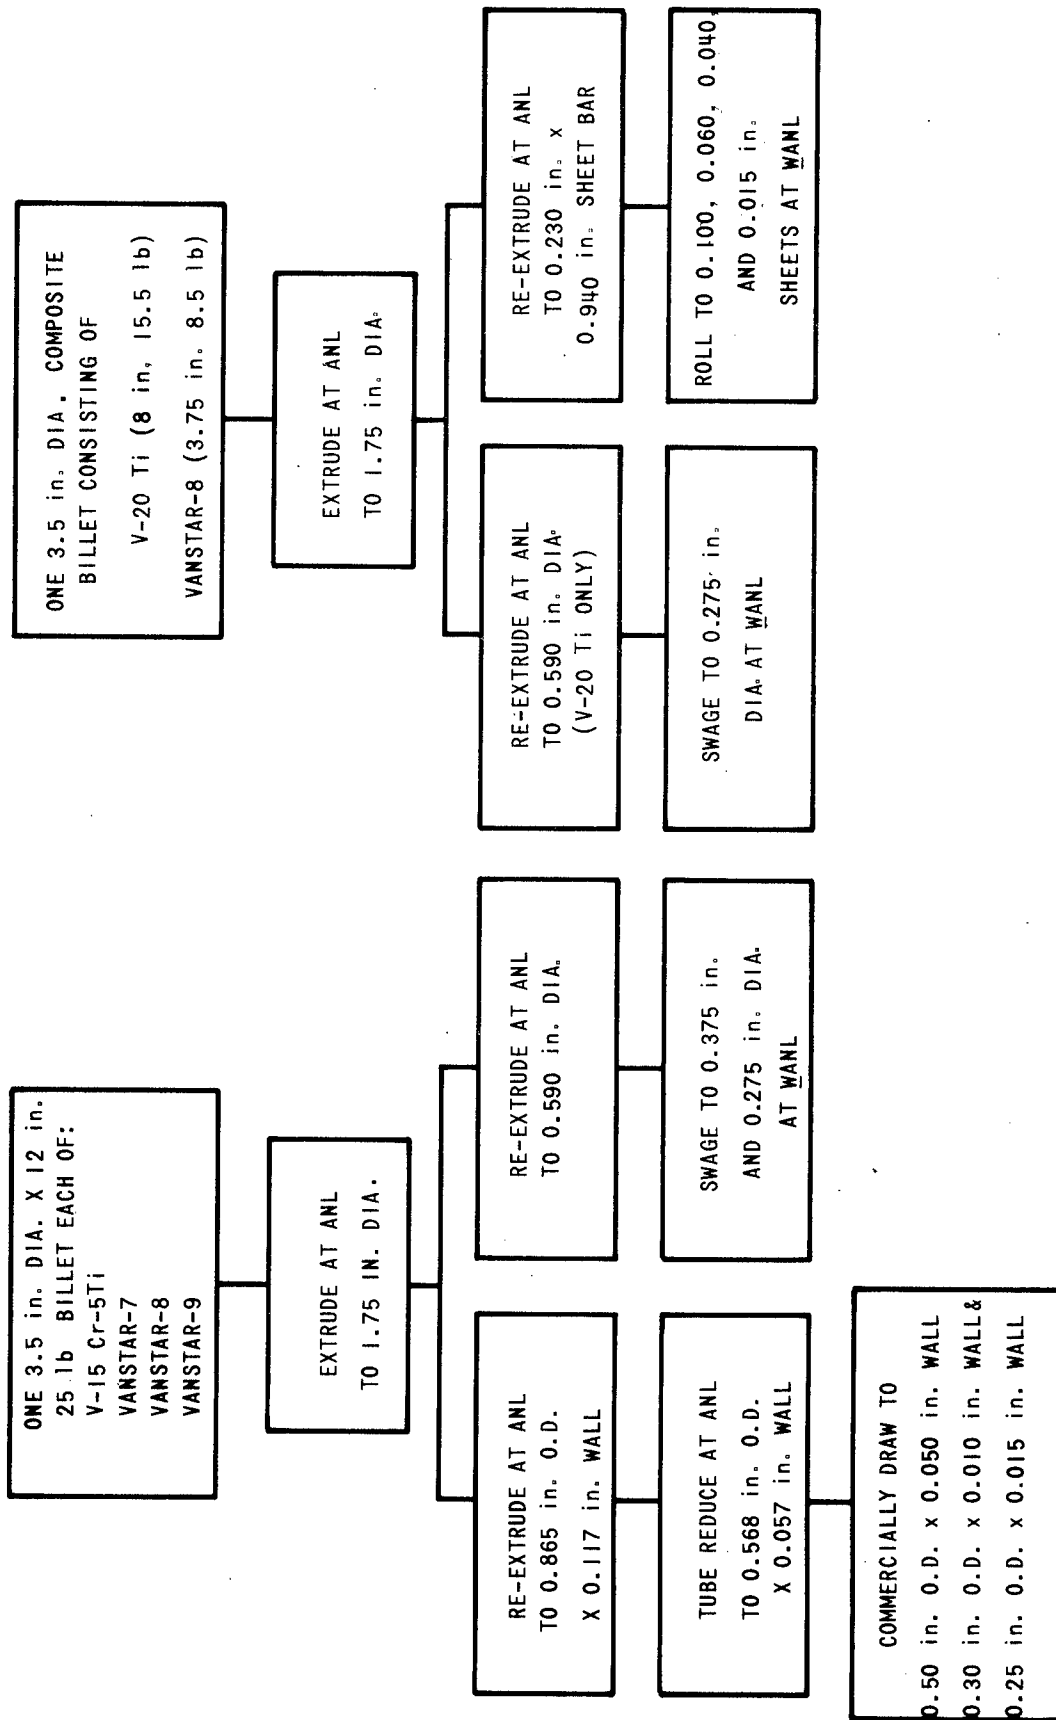 ONE 3.5 in. DIA. X 12 in.
25 lb BILLET EACH OF:
V-15 Cr-5Ti
VANSTAR-7
VANSTAR-8
VANSTAR-9
EXTRUDE AT ANL
TO 1.75 IN. DIA.
RE-EXTRUDE AT ANL
TO 0.865 in. O.D.
X 0.117 in. WALL
TUBE REDUCE AT ANL
TO 0.568 in. O.D.
X 0.057 in. WALL
COMMERCIALLY DRAW TO
0.50 in. O.D. x 0.050 in. WALL
0.30 in. O.D. x 0.010 in. WALL &
0.25 in. O.D. x 0.015 in. WALL
RE-EXTRUDE AT ANL
TO 0.590 in. DIA.
SWAGE TO 0.375 in.
AND 0.275 in. DIA.
AT WANL
ONE 3.5 in. DIA. COMPOSITE
BILLET CONSISTING OF
V-20 Ti (8 in, 15.5 lb)
VANSTAR-8 (3.75 in. 8.5 lb)
EXTRUDE AT ANL
TO 1.75 in. DIA.
RE-EXTRUDE AT ANL
TO 0.590 in. DIA.
(V-20 Ti ONLY)
SWAGE TO 0.275 in.
DIA. AT WANL
RE-EXTRUDE AT ANL
TO 0.230 in. x
0.940 in. SHEET BAR
ROLL TO 0.100, 0.060, 0.040,
AND 0.015 in.
SHEETS AT WANL